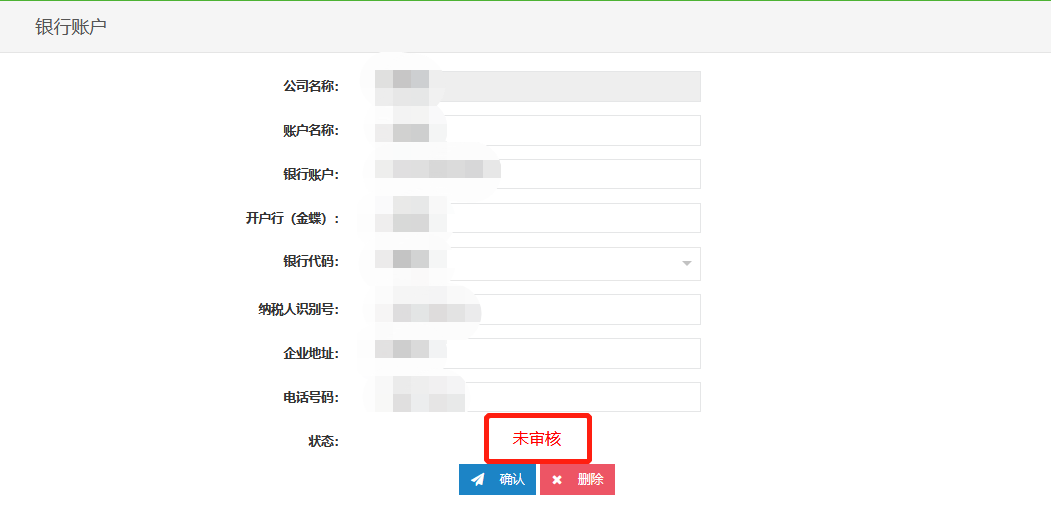 银行账户
公司名称：
账户名称：
银行账户：
开户行（金蝶）：
银行代码：
纳税人识别号：
企业地址：
电话号码：
状态：
未审核
确认 删除